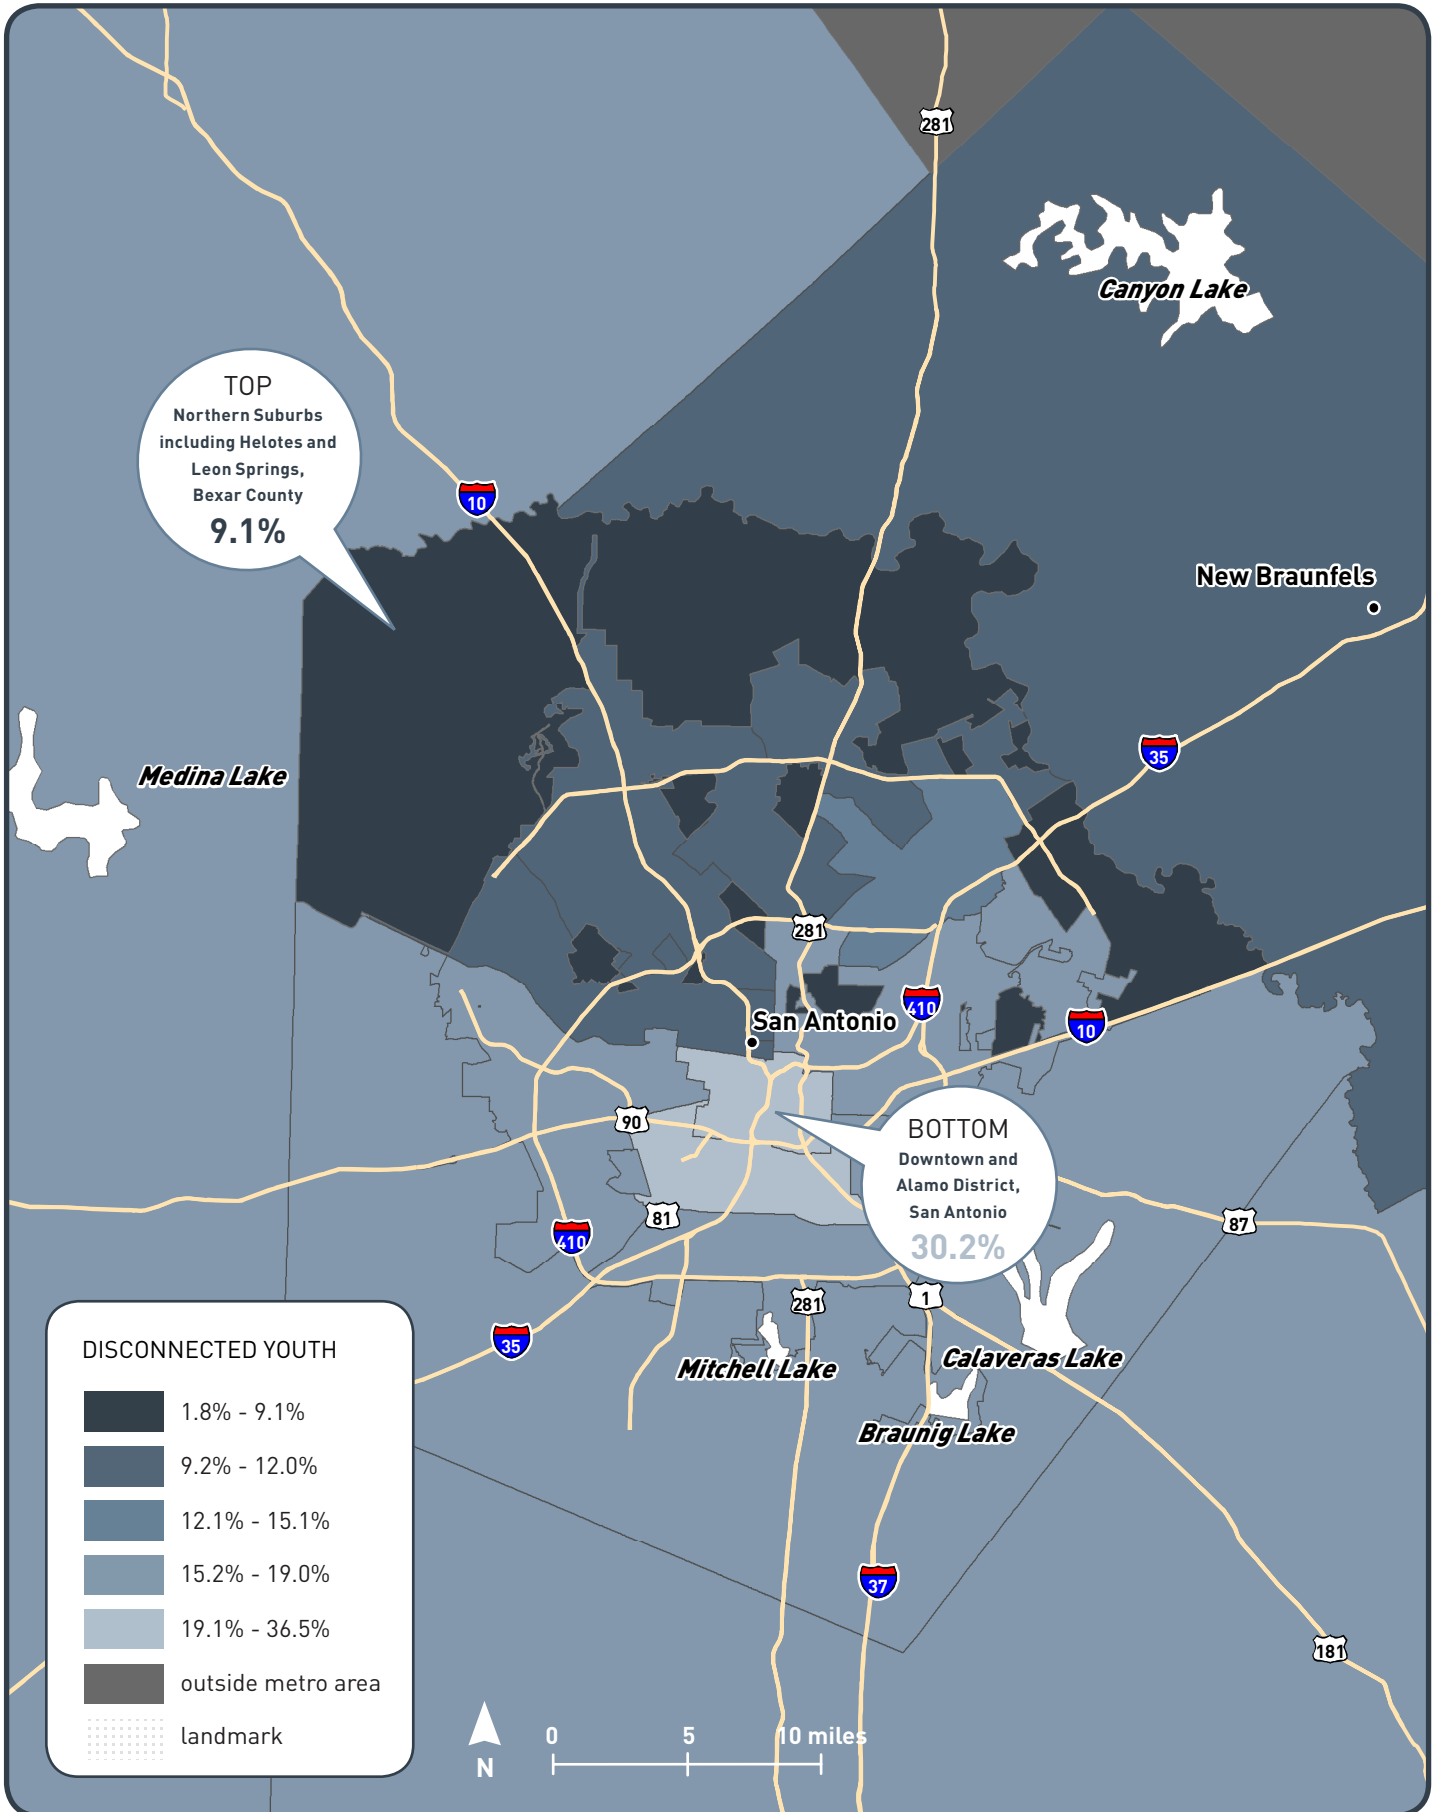 281
Canyon Lake
TOP
Northern Suburbs
including Helotes and
Leon Springs,
Bexar County
9.1%
10
New Braunfels
35
Medina Lake
281
410
San Antonio
10
90
BOTTOM
Downtown and
Alamo District,
San Antonio
30.2%
81
87
410
281
1
35
Mitchell Lake
Calaveras Lake
Braunig Lake
DISCONNECTED YOUTH
1.8% - 9.1%
9.2% - 12.0%
12.1% - 15.1%
15.2% - 19.0%
19.1% - 36.5%
outside metro area
landmark
37
181
0 5 10 miles
N